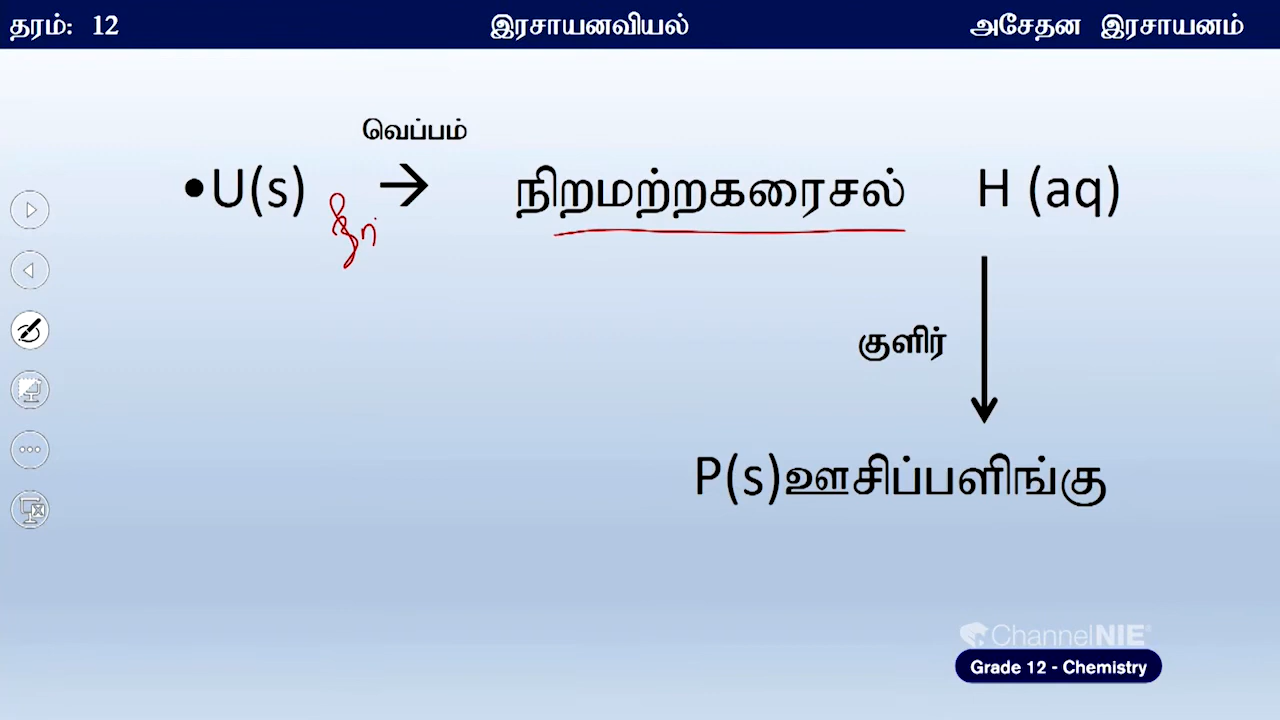 தரம்: 12 இரசாயனவியல் அசேதன இரசாயனம்
வெப்பம்
•U(s) → நிறமற்றகரைசல் H (aq)
நீர்
குளிர்
P(s)ஊசிப்பளிங்கு
ChannelNIE
Grade 12 - Chemistry